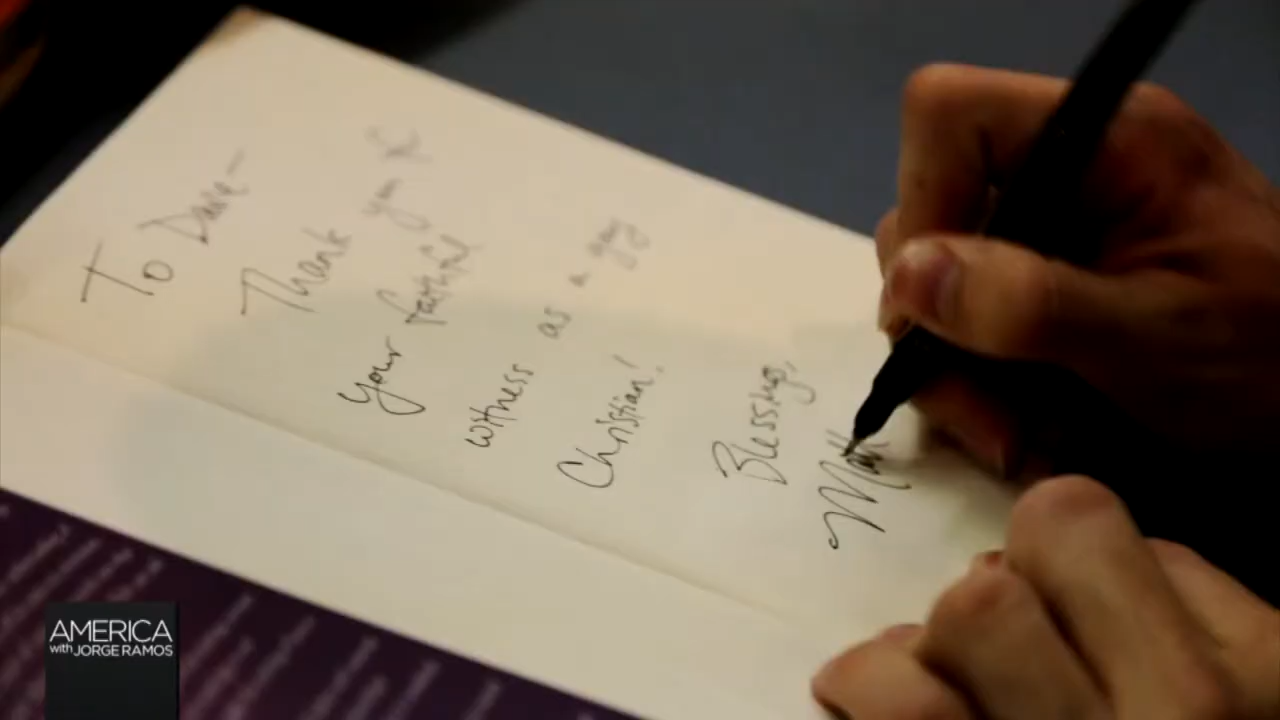 To Dave—
Thank you for
your faithful
witness as a gay
Christian!
Blessings,
Matt
AMERICA
with JORGE RAMOS